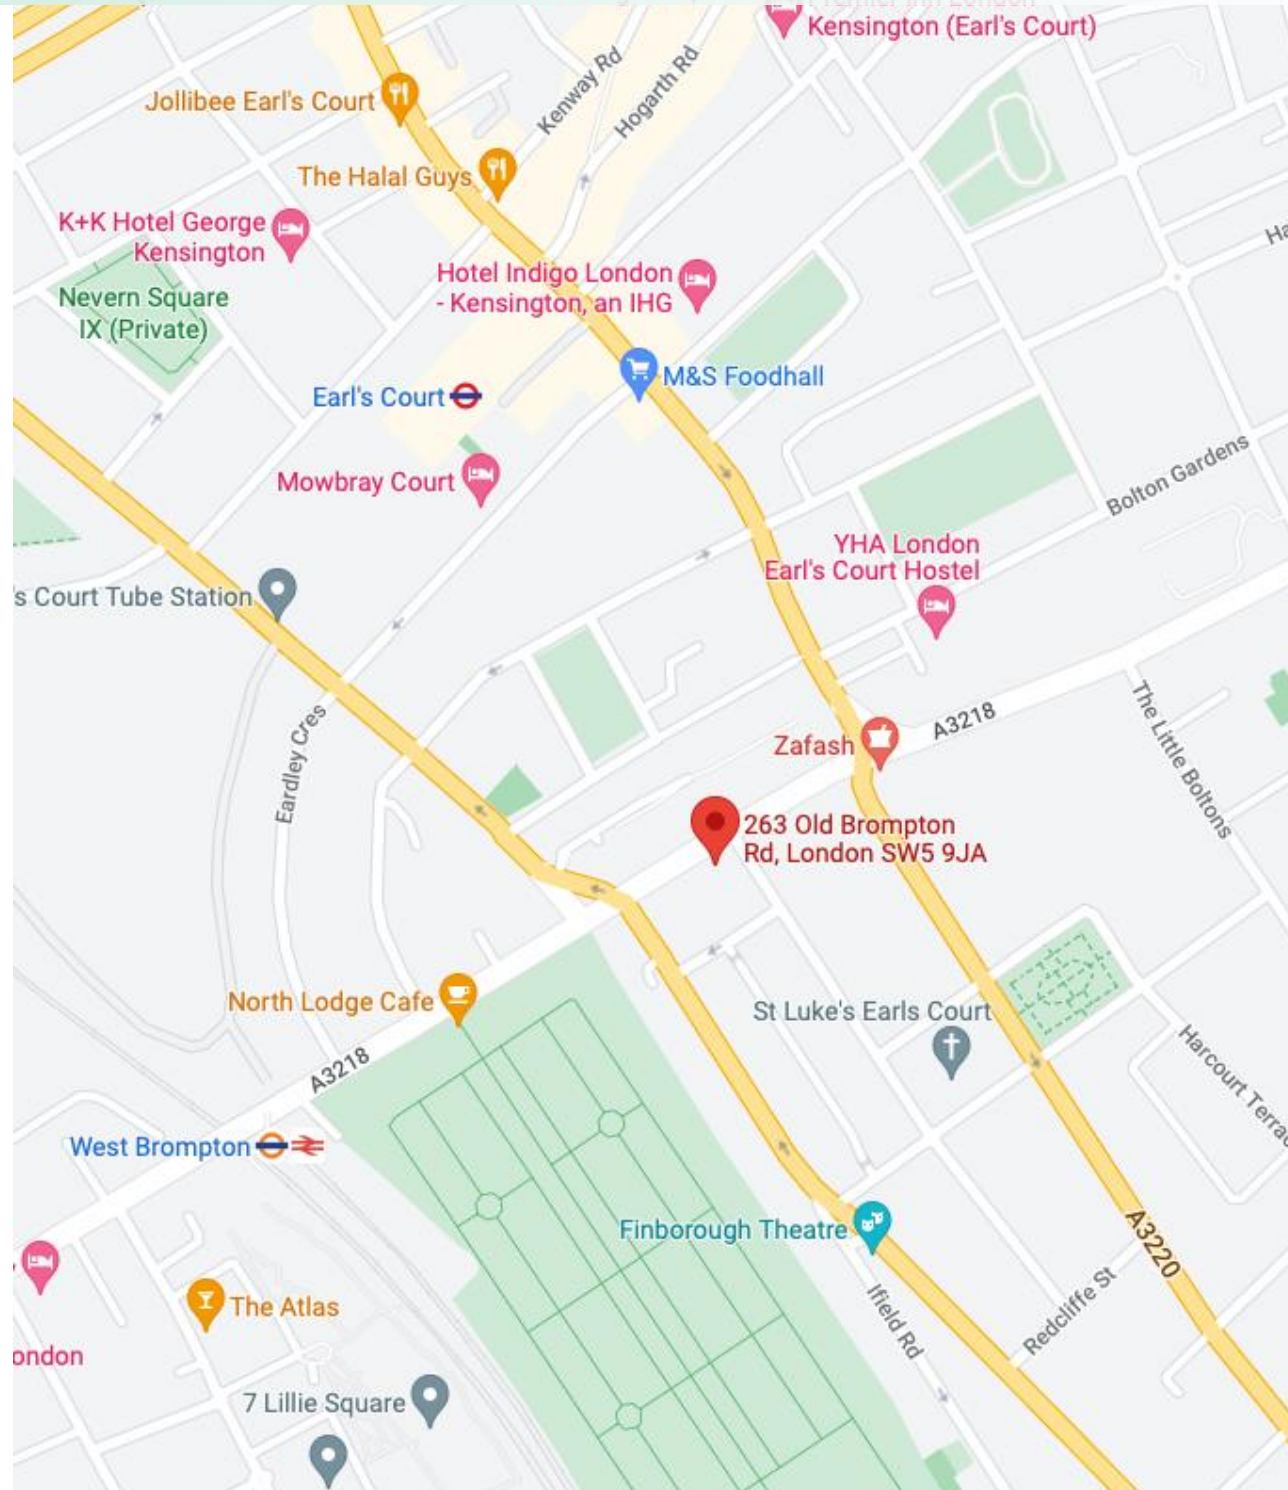 Kensington (Earl's Court)
Jollibee Earl's Court
Kenway Rd
Hogarth Rd
The Halal Guys
K+K Hotel George
Kensington
Hotel Indigo London
- Kensington, an IHG
Nevern Square
IX (Private)
M&S Foodhall
Earl's Court
Mowbray Court
Bolton Gardens
YHA London
Earl's Court Hostel
s Court Tube Station
A3218
The Little Boltons
Eardley Cres
Zafash
263 Old Brompton
Rd, London SW5 9JA
North Lodge Cafe
St Luke's Earls Court
A3218
Harcourt Terrac
West Brompton
Finborough Theatre
A3220
Ifield Rd
Redcliffe St
The Atlas
ondon
7 Lillie Square